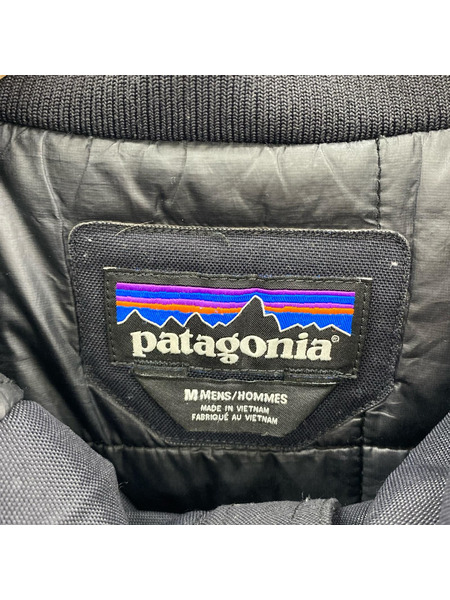 patagonia®
M MENS/HOMMES
MADE IN VIETNAM
FABRIQUÉ AU VIETNAM